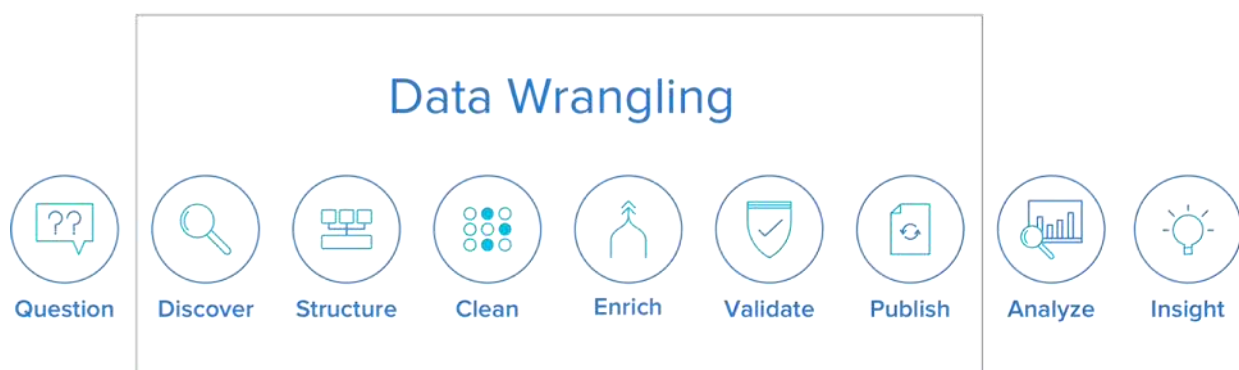 Data Wrangling
??
Question Discover Structure Clean Enrich Validate Publish Analyze Insight